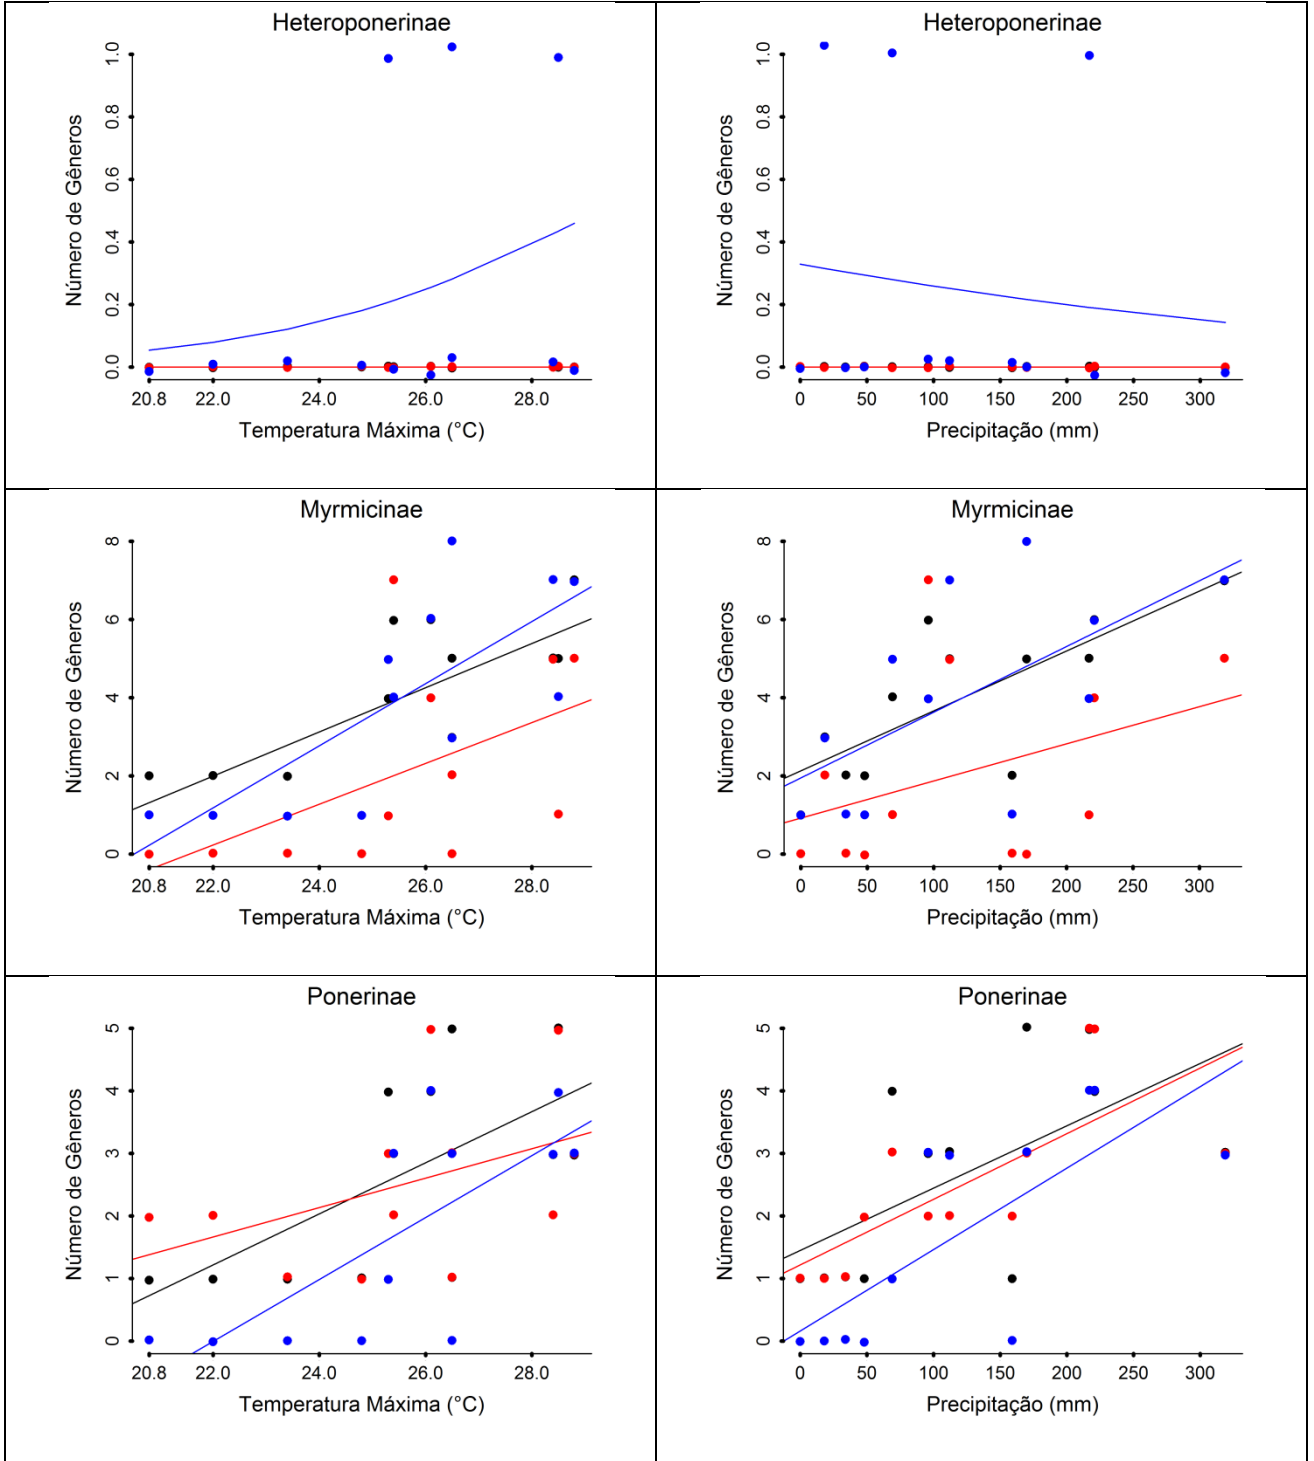 Heteroponerinae
Número de Gêneros
1.0
0.8
0.6
0.4
0.2
0.0
20.8 22.0 24.0 26.0 28.0
Temperatura Máxima (°C)
Heteroponerinae
Número de Gêneros
1.0
0.8
0.6
0.4
0.2
0.0
0 50 100 150 200 250 300
Precipitação (mm)
Myrmicinae
Número de Gêneros
8
6
4
2
0
20.8 22.0 24.0 26.0 28.0
Temperatura Máxima (°C)
Myrmicinae
Número de Gêneros
8
6
4
2
0
0 50 100 150 200 250 300
Precipitação (mm)
Ponerinae
Número de Gêneros
5
4
3
2
1
0
20.8 22.0 24.0 26.0 28.0
Temperatura Máxima (°C)
Ponerinae
Número de Gêneros
5
4
3
2
1
0
0 50 100 150 200 250 300
Precipitação (mm)